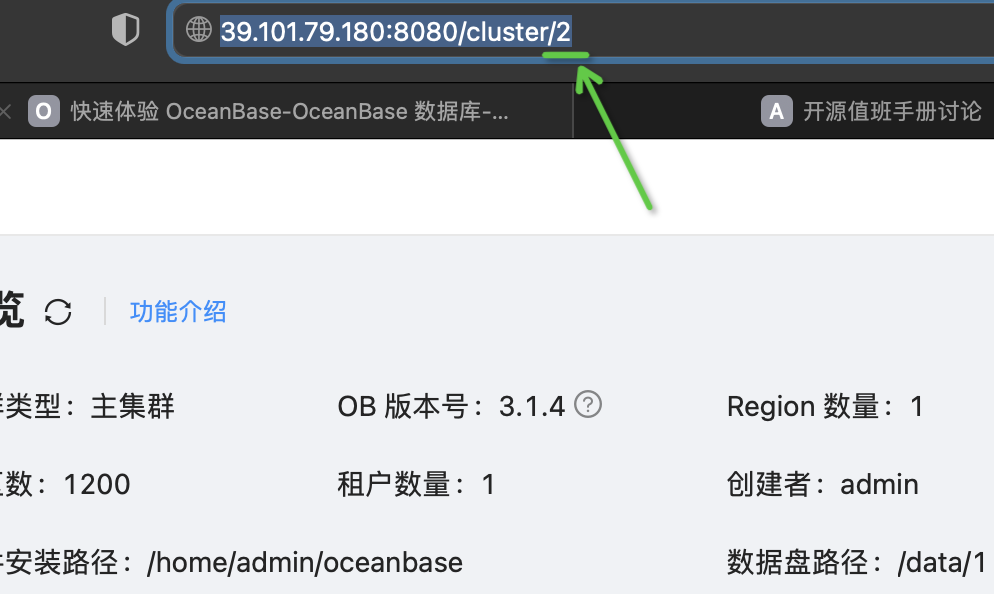 39.101.79.180:8080/cluster/2
O 快速体验 OceanBase-OceanBase 数据库-...
A 开源值班手册讨论
览
功能介绍
类型：主集群
OB 版本号：3.1.4 ?
Region 数量：1
数：1200
租户数量：1
创建者：admin
安装路径：/home/admin/oceanbase
数据盘路径：/data/1